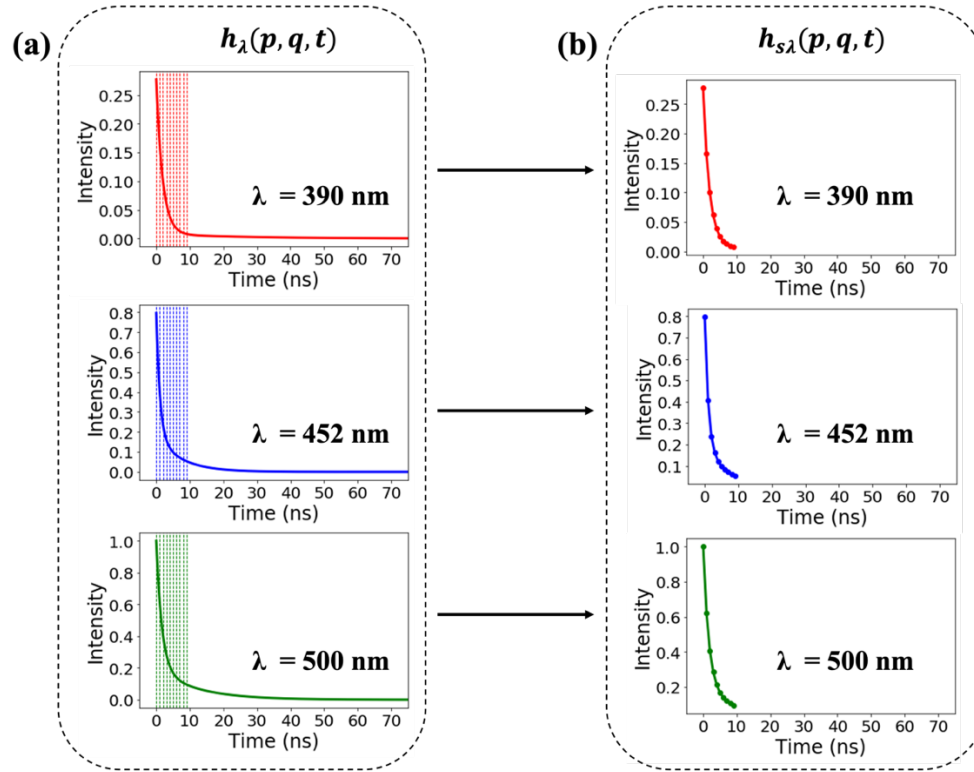 (a)
h_λ(p, q, t)
Intensity
0.25
0.20
0.15
0.10
0.05
0.00
λ = 390 nm
0 10 20 30 40 50 60 70
Time (ns)
Intensity
0.8
0.7
0.6
0.5
0.4
0.3
0.2
0.1
0.0
λ = 452 nm
0 10 20 30 40 50 60 70
Time (ns)
Intensity
1.0
0.8
0.6
0.4
0.2
0.0
λ = 500 nm
0 10 20 30 40 50 60 70
Time (ns)
(b)
h_sλ(p, q, t)
Intensity
0.25
0.20
0.15
0.10
0.05
0.00
λ = 390 nm
0 10 20 30 40 50 60 70
Time (ns)
Intensity
0.8
0.7
0.6
0.5
0.4
0.3
0.2
0.1
λ = 452 nm
0 10 20 30 40 50 60 70
Time (ns)
Intensity
1.0
0.8
0.6
0.4
0.2
λ = 500 nm
0 10 20 30 40 50 60 70
Time (ns)